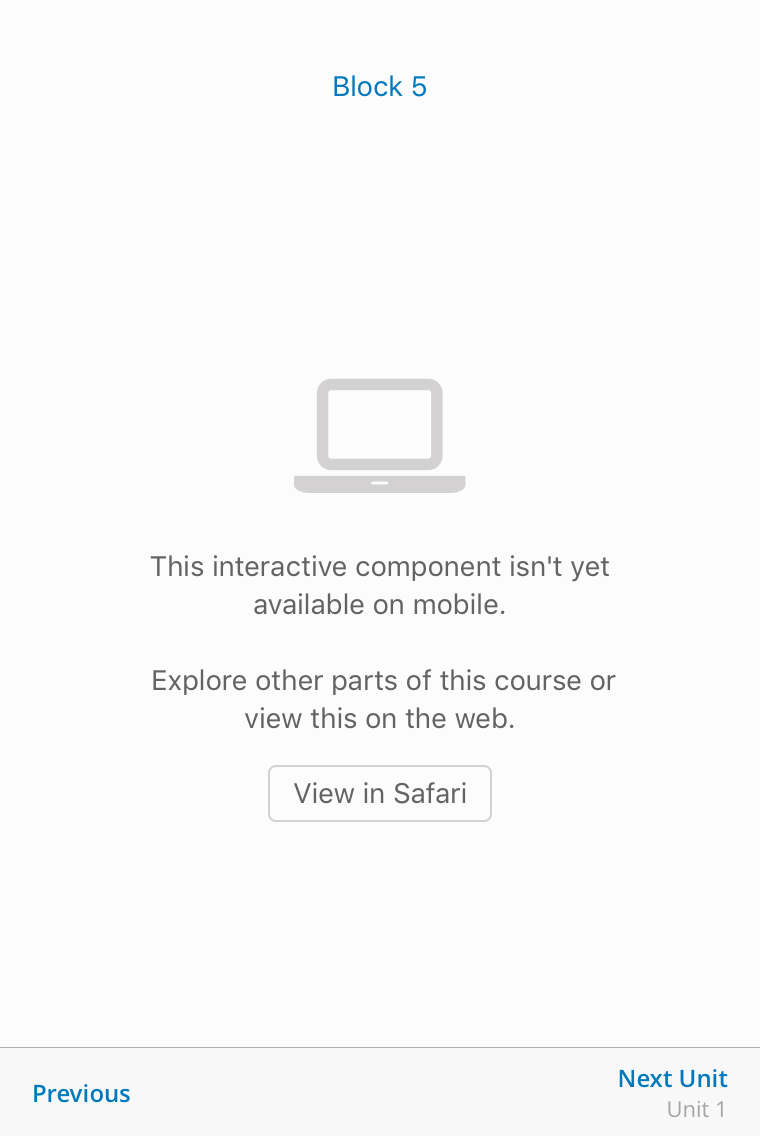 Block 5
This interactive component isn't yet
available on mobile.
Explore other parts of this course or
view this on the web.
View in Safari
Previous
Next Unit
Unit 1